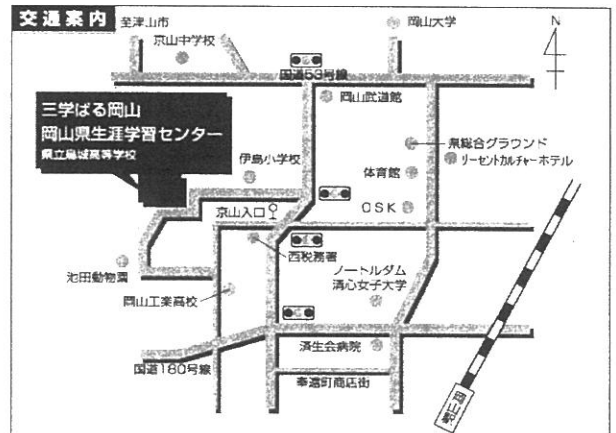 交通案内
至津山市
京山中学校
岡山大学
N
国道53号線
岡山武道館
三学ぱる岡山
岡山県生涯学習センター
県立烏城高等学校
伊島小学校
県総合グラウンド
リーセントカルチャーホテル
体育館
OSK
京山入口
西税務署
池田動物園
ノートルダム
清心女子大学
岡山工業高校
済生会病院
国道180号線
奉還町商店街
岡山駅